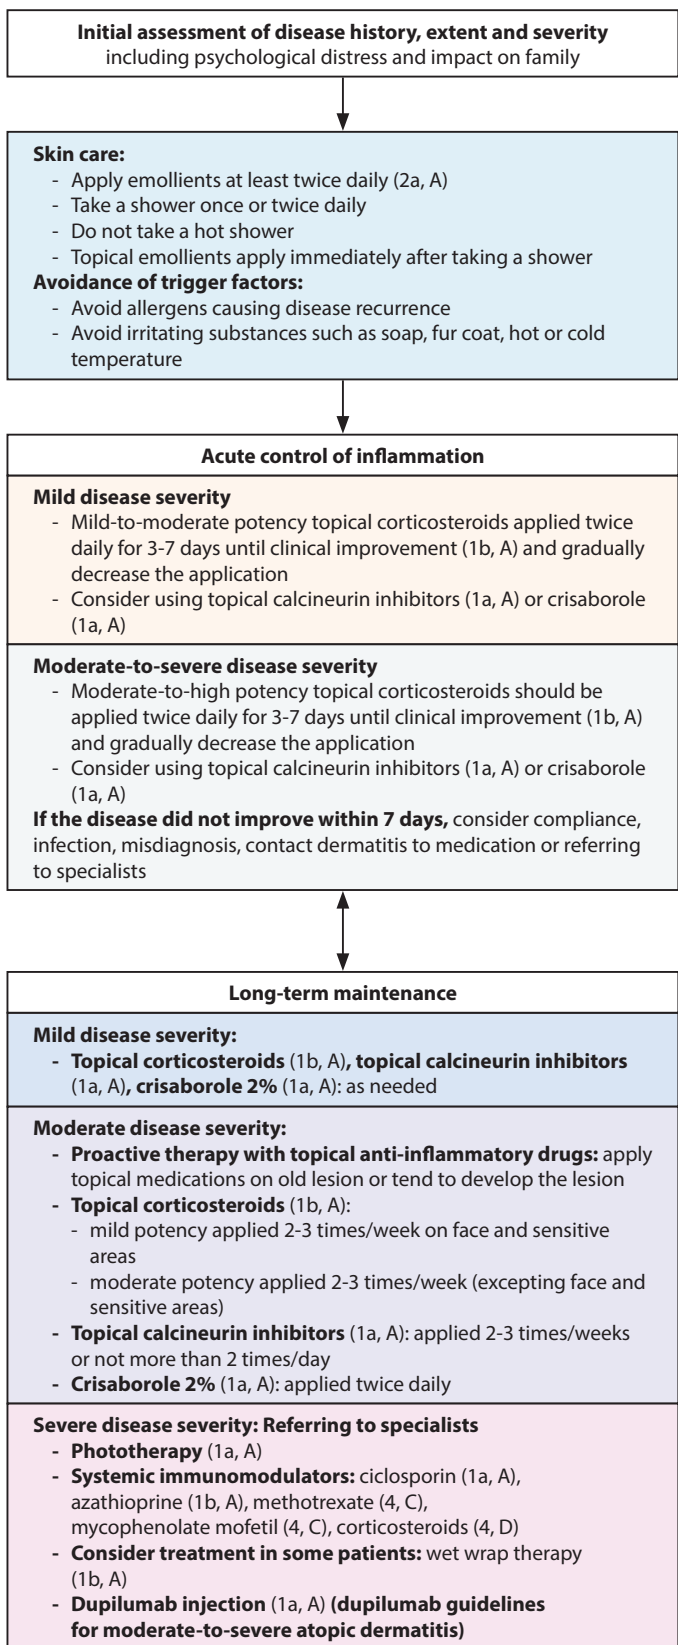 Initial assessment of disease history, extent and severity
including psychological distress and impact on family
Skin care:
- Apply emollients at least twice daily (2a, A)
- Take a shower once or twice daily
- Do not take a hot shower
- Topical emollients apply immediately after taking a shower
Avoidance of trigger factors:
- Avoid allergens causing disease recurrence
- Avoid irritating substances such as soap, fur coat, hot or cold
temperature
Acute control of inflammation
Mild disease severity
- Mild-to-moderate potency topical corticosteroids applied twice
daily for 3-7 days until clinical improvement (1b, A) and gradually
decrease the application
- Consider using topical calcineurin inhibitors (1a, A) or crisaborole
(1a, A)
Moderate-to-severe disease severity
- Moderate-to-high potency topical corticosteroids should be
applied twice daily for 3-7 days until clinical improvement (1b, A)
and gradually decrease the application
- Consider using topical calcineurin inhibitors (1a, A) or crisaborole
(1a, A)
If the disease did not improve within 7 days, consider compliance,
infection, misdiagnosis, contact dermatitis to medication or referring
to specialists
Long-term maintenance
Mild disease severity:
- Topical corticosteroids (1b, A), topical calcineurin inhibitors
(1a, A), crisaborole 2% (1a, A): as needed
Moderate disease severity:
- Proactive therapy with topical anti-inflammatory drugs: apply
topical medications on old lesion or tend to develop the lesion
- Topical corticosteroids (1b, A):
- mild potency applied 2-3 times/week on face and sensitive
areas
- moderate potency applied 2-3 times/week (excepting face and
sensitive areas)
- Topical calcineurin inhibitors (1a, A): applied 2-3 times/weeks
or not more than 2 times/day
- Crisaborole 2% (1a, A): applied twice daily
Severe disease severity: Referring to specialists
- Phototherapy (1a, A)
- Systemic immunomodulators: ciclosporin (1a, A),
azathioprine (1b, A), methotrexate (4, C),
mycophenolate mofetil (4, C), corticosteroids (4, D)
- Consider treatment in some patients: wet wrap therapy
(1b, A)
- Dupilumab injection (1a, A) (dupilumab guidelines
for moderate-to-severe atopic dermatitis)